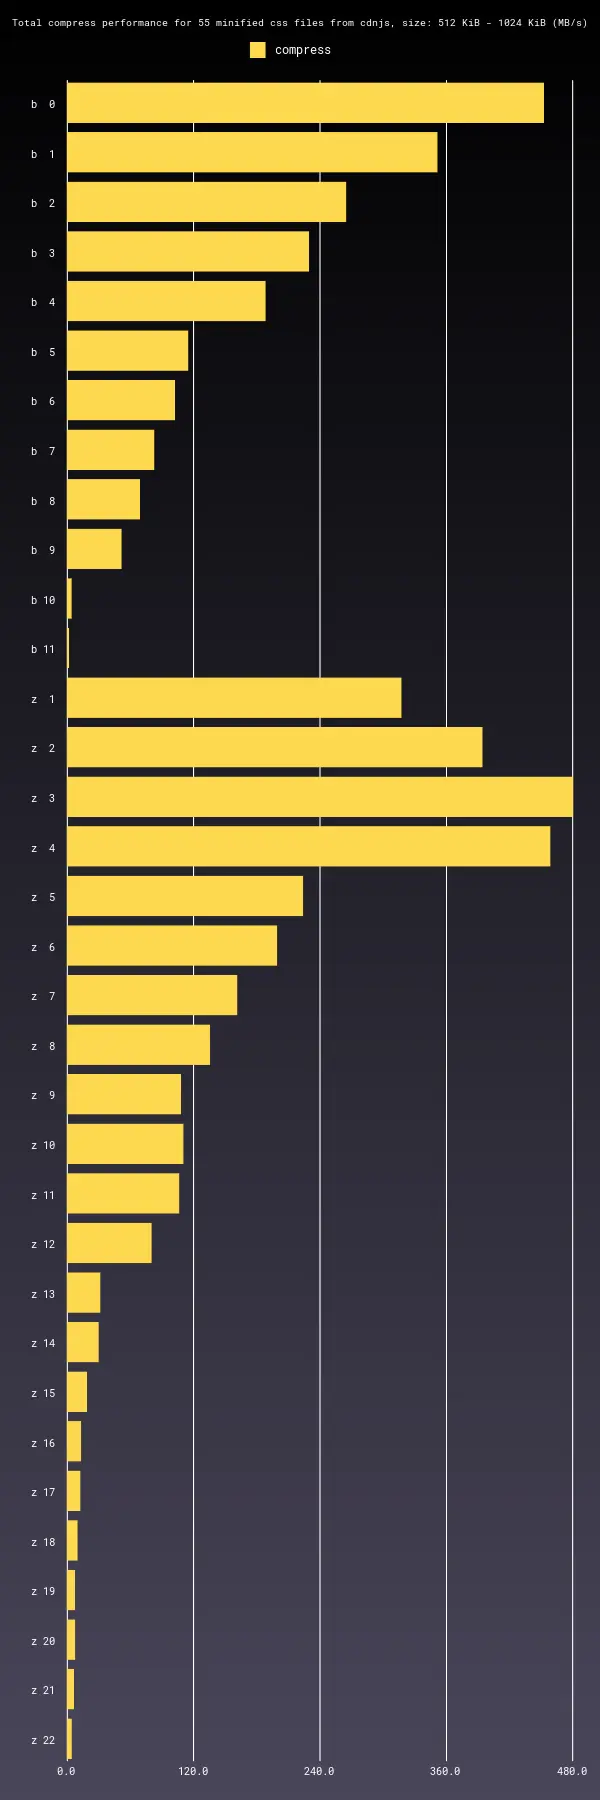 Total compress performance for 55 minified css files from cdnjs, size: 512 KiB - 1024 KiB (MB/s)
compress
b 0
b 1
b 2
b 3
b 4
b 5
b 6
b 7
b 8
b 9
b 10
b 11
z 1
z 2
z 3
z 4
z 5
z 6
z 7
z 8
z 9
z 10
z 11
z 12
z 13
z 14
z 15
z 16
z 17
z 18
z 19
z 20
z 21
z 22
0.0 120.0 240.0 360.0 480.0